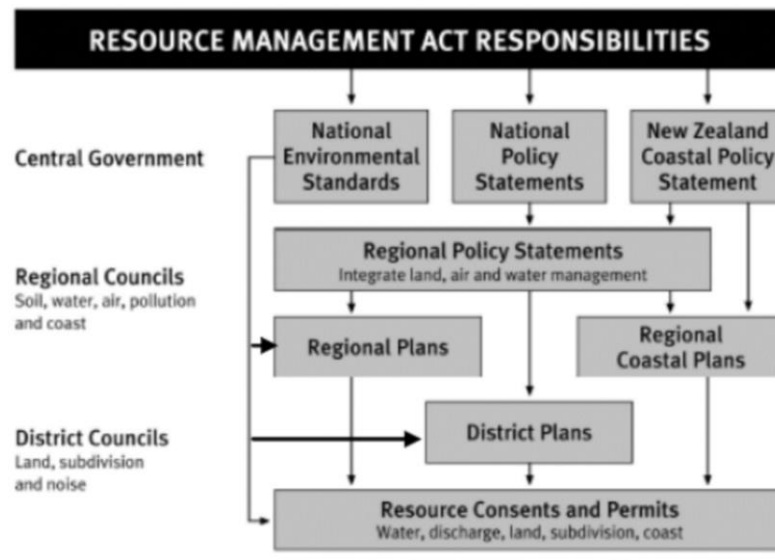 RESOURCE MANAGEMENT ACT RESPONSIBILITIES
Central Government
National
Environmental
Standards
National
Policy
Statements
New Zealand
Coastal Policy
Statement
Regional Councils
Soil, water, air, pollution
and coast
Regional Policy Statements
Integrate land, air and water management
Regional Plans
Regional
Coastal Plans
District Councils
Land, subdivision
and noise
District Plans
Resource Consents and Permits
Water, discharge, land, subdivision, coast